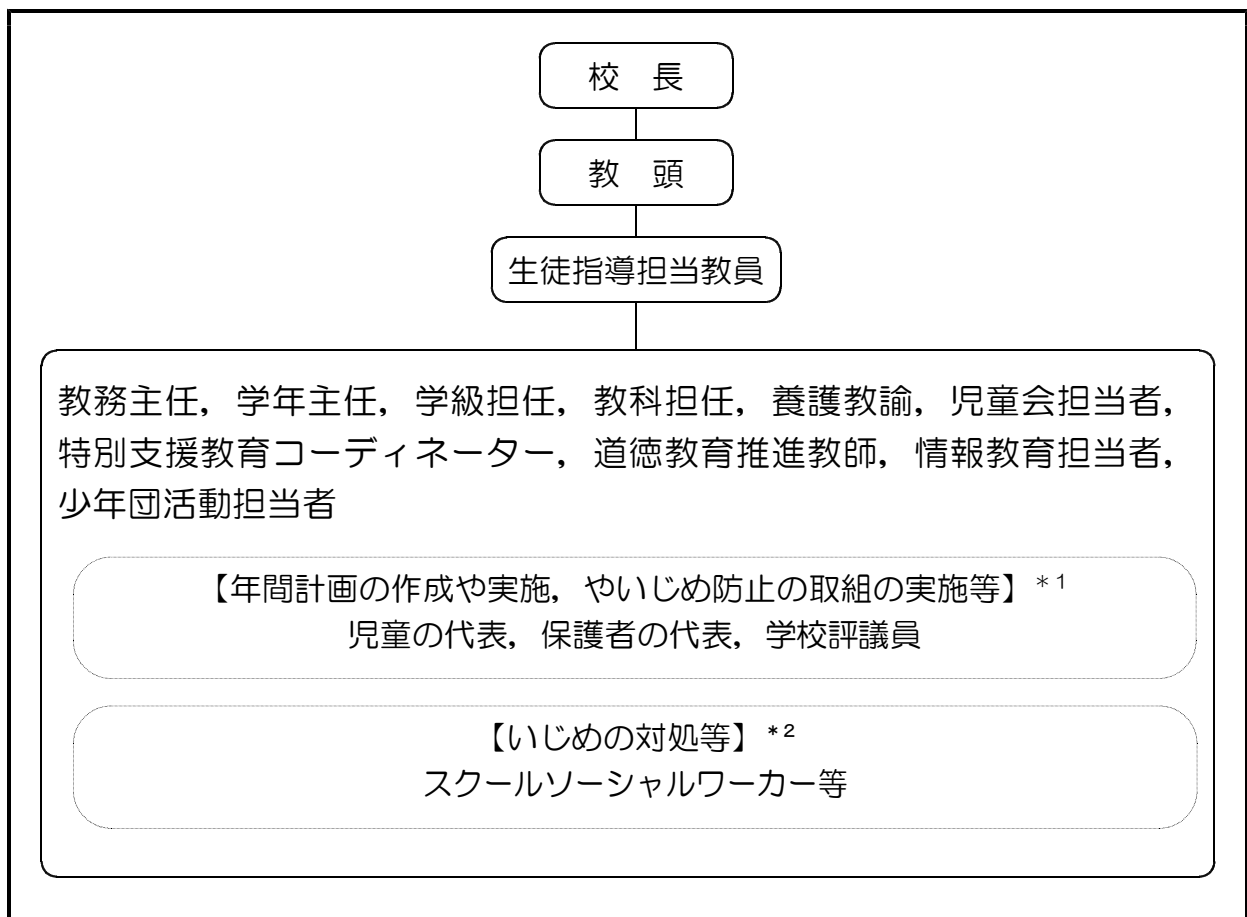 校　長
教　頭
生徒指導担当教員
教務主任，学年主任，学級担任，教科担任，養護教諭，児童会担当者，
特別支援教育コーディネーター，道徳教育推進教師，情報教育担当者，
少年団活動担当者
【年間計画の作成や実施，やいじめ防止の取組の実施等】＊1
児童の代表，保護者の代表，学校評議員
【いじめの対処等】*2
スクールソーシャルワーカー等